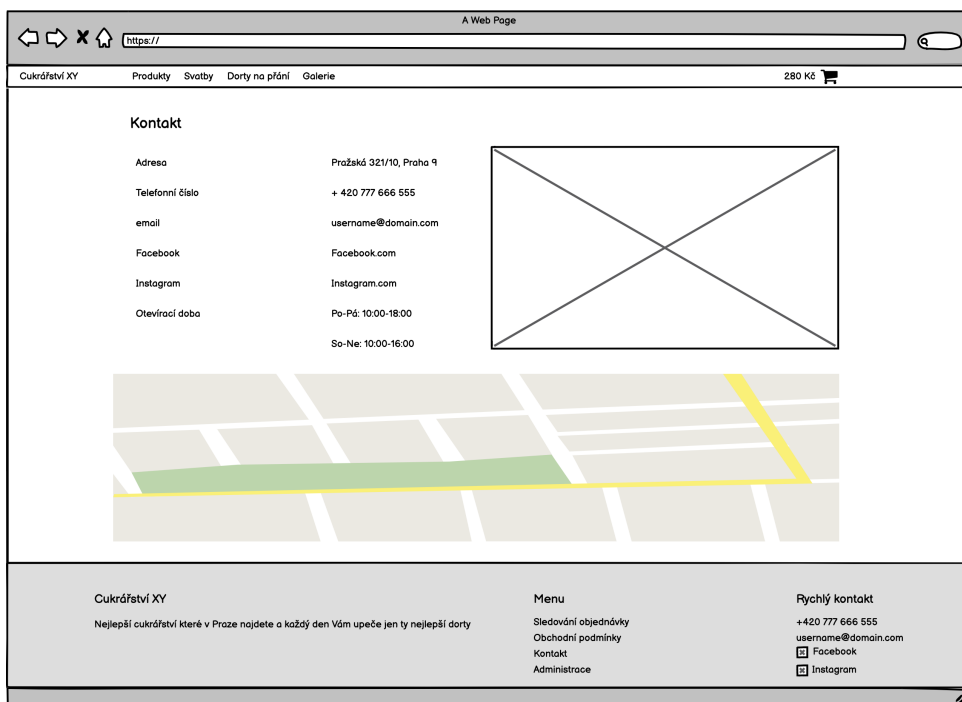 A Web Page
https://
Cukrářství XY Produkty Svatby Dorty na přání Galerie 280 Kč
Kontakt
Adresa Pražská 321/10, Praha 9
Telefonní číslo + 420 777 666 555
email username@domain.com
Facebook Facebook.com
Instagram Instagram.com
Otevírací doba Po-Pá: 10:00-18:00
So-Ne: 10:00-16:00
Cukrářství XY
Nejlepší cukrářství které v Praze najdete a každý den Vám upeče jen ty nejlepší dorty
Menu
Sledování objednávky
Obchodní podmínky
Kontakt
Administrace
Rychlý kontakt
+420 777 666 555
username@domain.com
Facebook
Instagram